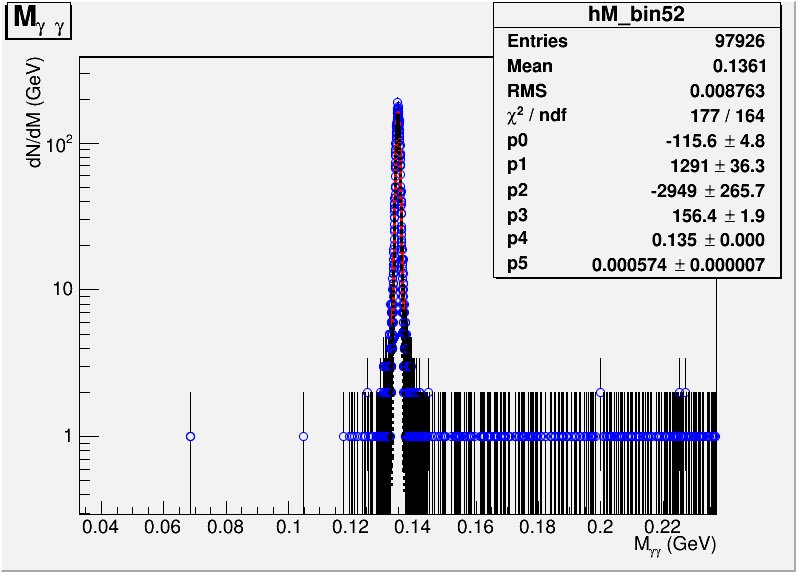 M γ γ
hM_bin52
Entries 97926
Mean 0.1361
RMS 0.008763
χ² / ndf 177 / 164
p0 -115.6 ± 4.8
p1 1291 ± 36.3
p2 -2949 ± 265.7
p3 156.4 ± 1.9
p4 0.135 ± 0.000
p5 0.000574 ± 0.000007
dN/dM (GeV)
10²
10
1
0.04 0.06 0.08 0.1 0.12 0.14 0.16 0.18 0.2 0.22
M γγ (GeV)